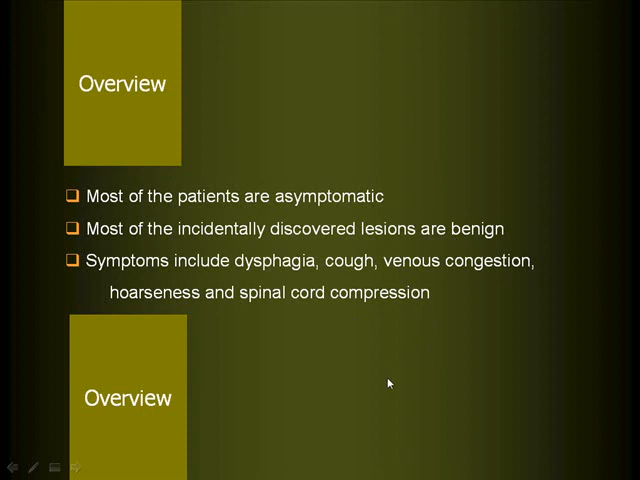 Overview
Most of the patients are asymptomatic
Most of the incidentally discovered lesions are benign
Symptoms include dysphagia, cough, venous congestion,
hoarseness and spinal cord compression
Overview